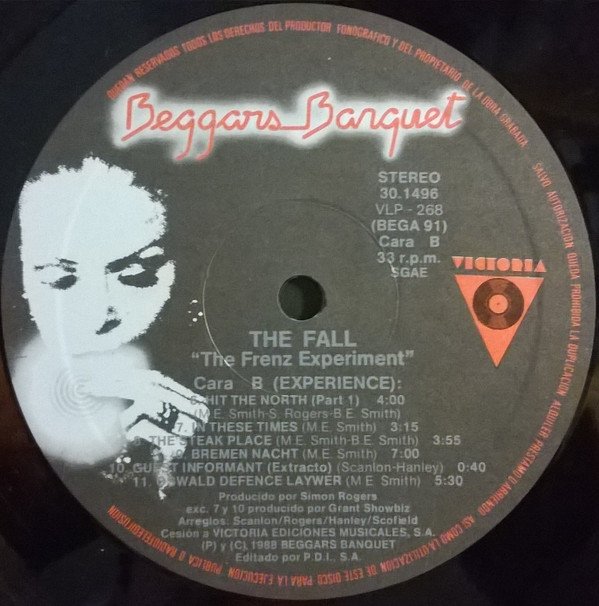 QUEDAN RESERVADOS TODOS LOS DERECHOS DEL PRODUCTOR FONOGRAFICO Y DEL PROPIETARIO DE LA OBRA GRABADA. SALVO AUTORIZACION QUEDA PROHIBIDA LA DUPLICACION ALQUILER PRESTAMO O ARRIENDO ASI COMO LA UTILIZACION DE ESTE DISCO PARA LA EJECUCION PUBLICA O RADIOTELEDIFUSION
Beggars Banquet
STEREO
30.1496
VLP - 268
(BEGA 91)
Cara B
33 r.p.m.
SGAE
VICTORIA
THE FALL
"The Frenz Experiment"
Cara B (EXPERIENCE):
HIT THE NORTH (Part 1) 4:00
(M.E. Smith-S. Rogers-B.E. Smith)
7. IN THESE TIMES (M.E. Smith) 3:15
THE STEAK PLACE (M.E. Smith-B.E. Smith) 3:55
9. BREMEN NACHT (M.E. Smith) 7:00
10. GUEST INFORMANT (Extracto) (Scanlon-Hanley) 0:40
11. OSWALD DEFENCE LAYWER (M.E. Smith) 5:30
Producido por Simon Rogers
exc. 7 y 10 producido por Grant Showbiz
Arreglos: Scanlon/Rogers/Hanley/Scofield
Cesión a VICTORIA EDICIONES MUSICALES, S.A.
(P) y (C) 1988 BEGGARS BANQUET
Editado por P.D.I., S.A.